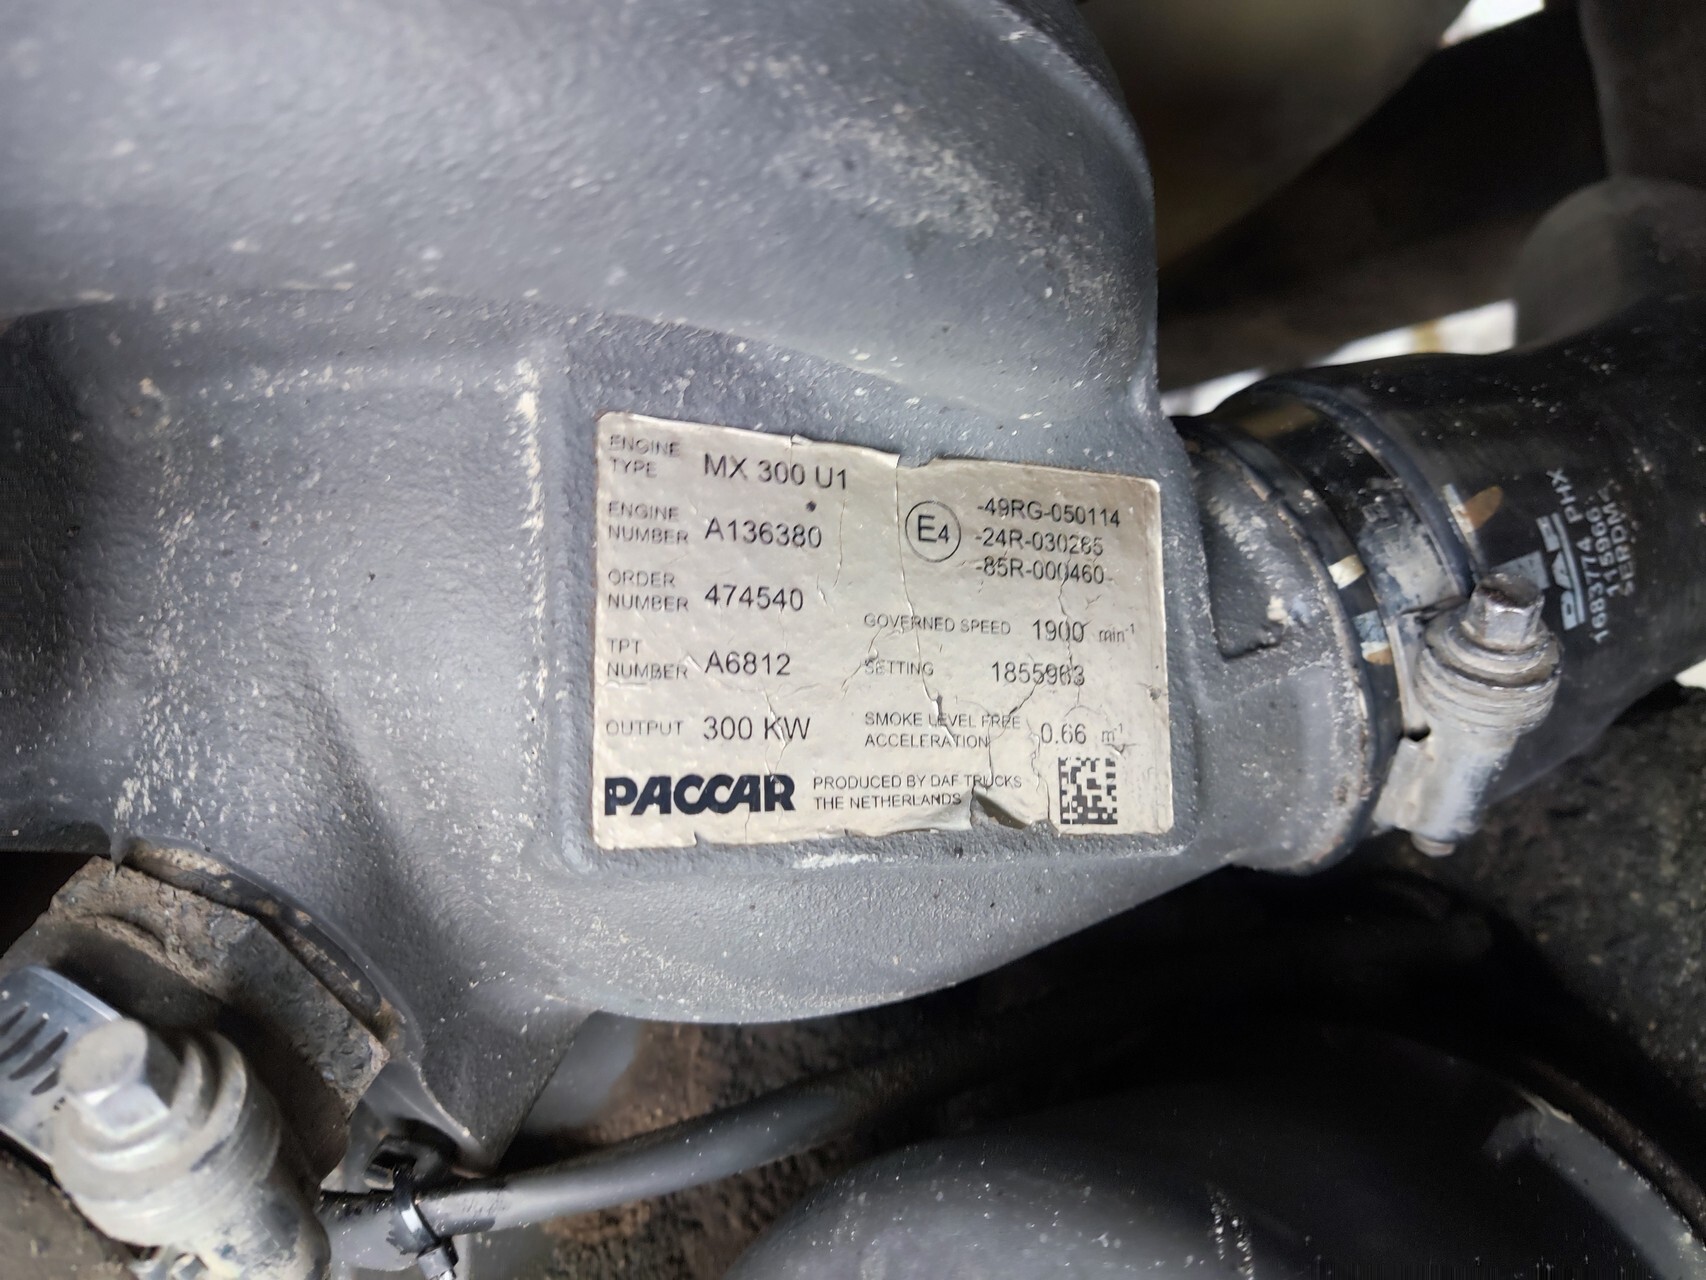 ENGINE
TYPE MX 300 U1
ENGINE
NUMBER A136380
ORDER
NUMBER 474540
TPT
NUMBER A6812
OUTPUT 300 KW
E4
-49RG-050114
-24R-030265
-85R-000460-
GOVERNED SPEED 1900 min-1
SETTING 1855963
SMOKE LEVEL FREE
ACCELERATION 0.66 m-1
PACCAR
PRODUCED BY DAF TRUCKS
THE NETHERLANDS
DAF
1683774 PHX
115966